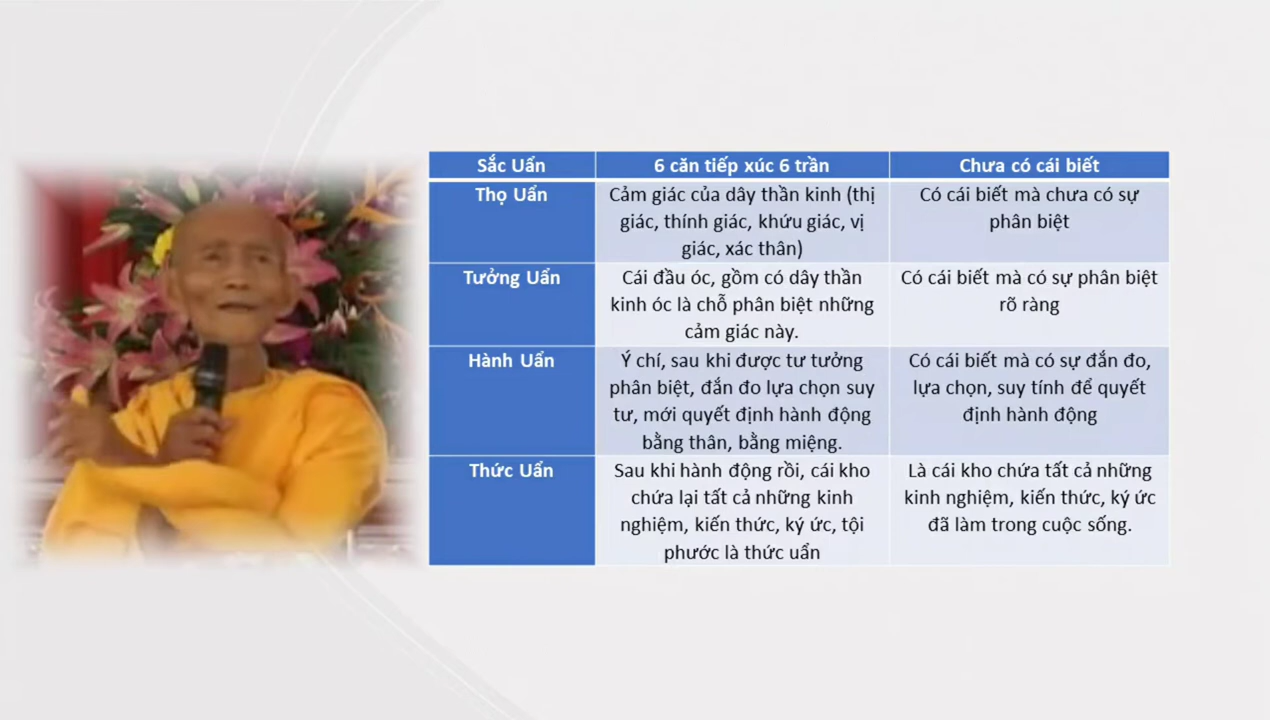 Sắc Uẩn
6 căn tiếp xúc 6 trần
Chưa có cái biết
Thọ Uẩn
Cảm giác của dây thần kinh (thị
giác, thính giác, khứu giác, vị
giác, xác thân)
Có cái biết mà chưa có sự
phân biệt
Tưởng Uẩn
Cái đầu óc, gồm có dây thần
kinh óc là chỗ phân biệt những
cảm giác này.
Có cái biết mà có sự phân biệt
rõ ràng
Hành Uẩn
Ý chí, sau khi được tư tưởng
phân biệt, đắn đo lựa chọn suy
tư, mới quyết định hành động
bằng thân, bằng miệng.
Có cái biết mà có sự đắn đo,
lựa chọn, suy tính để quyết
định hành động
Thức Uẩn
Sau khi hành động rồi, cái kho
chứa lại tất cả những kinh
nghiệm, kiến thức, ký ức, tội
phước là thức uẩn
Là cái kho chứa tất cả những
kinh nghiệm, kiến thức, ký ức
đã làm trong cuộc sống.